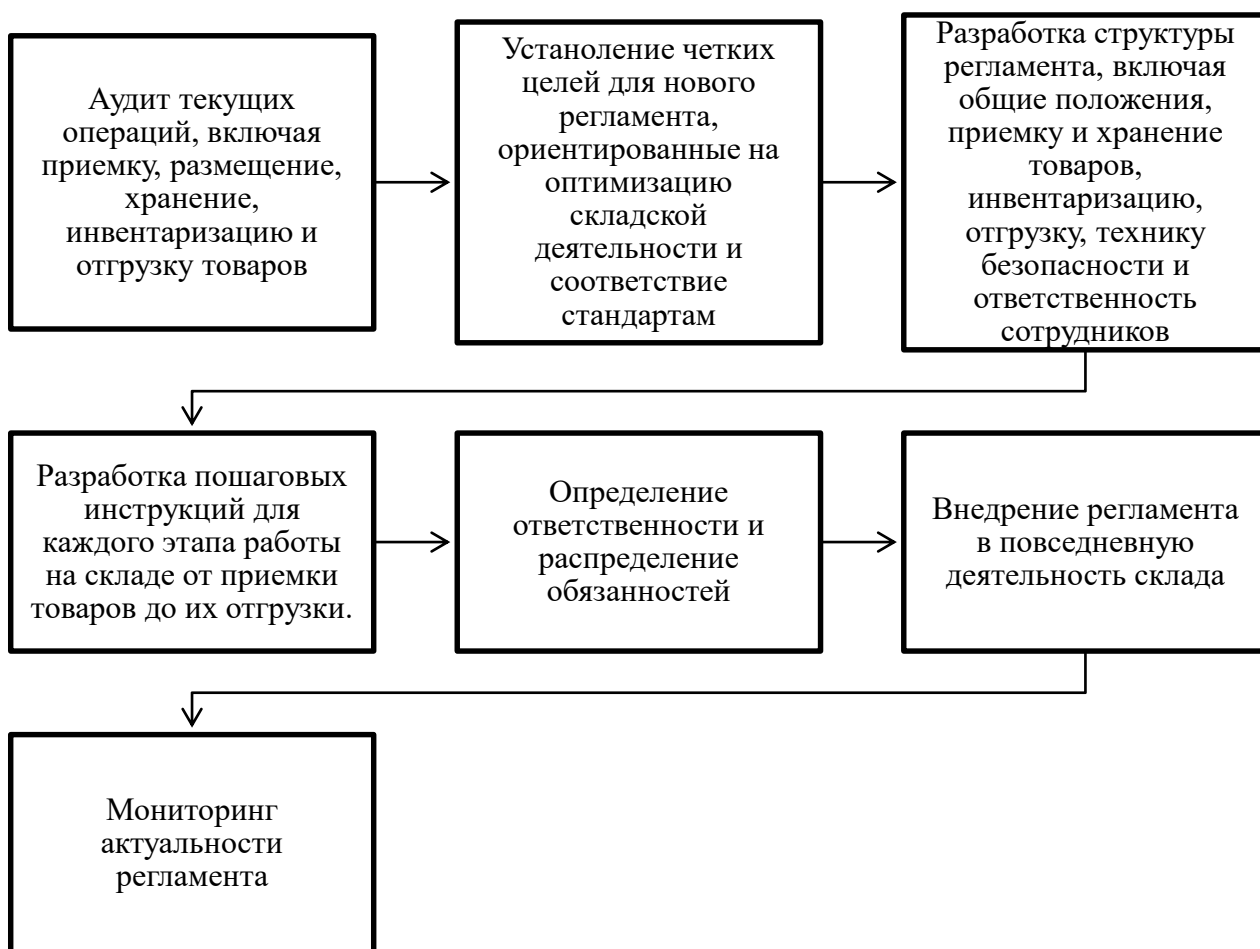 Аудит текущих
операций, включая
приемку, размещение,
хранение,
инвентаризацию и
отгрузку товаров
Устаноление четких
целей для нового
регламента,
ориентированные на
оптимизацию
складской
деятельности и
соответствие
стандартам
Разработка структуры
регламента, включая
общие положения,
приемку и хранение
товаров,
инвентаризацию,
отгрузку, технику
безопасности и
ответственность
сотрудников
Разработка пошаговых
инструкций для
каждого этапа работы
на складе от приемки
товаров до их отгрузки.
Определение
ответственности и
распределение
обязанностей
Внедрение регламента
в повседневную
деятельность склада
Мониторинг
актуальности
регламента